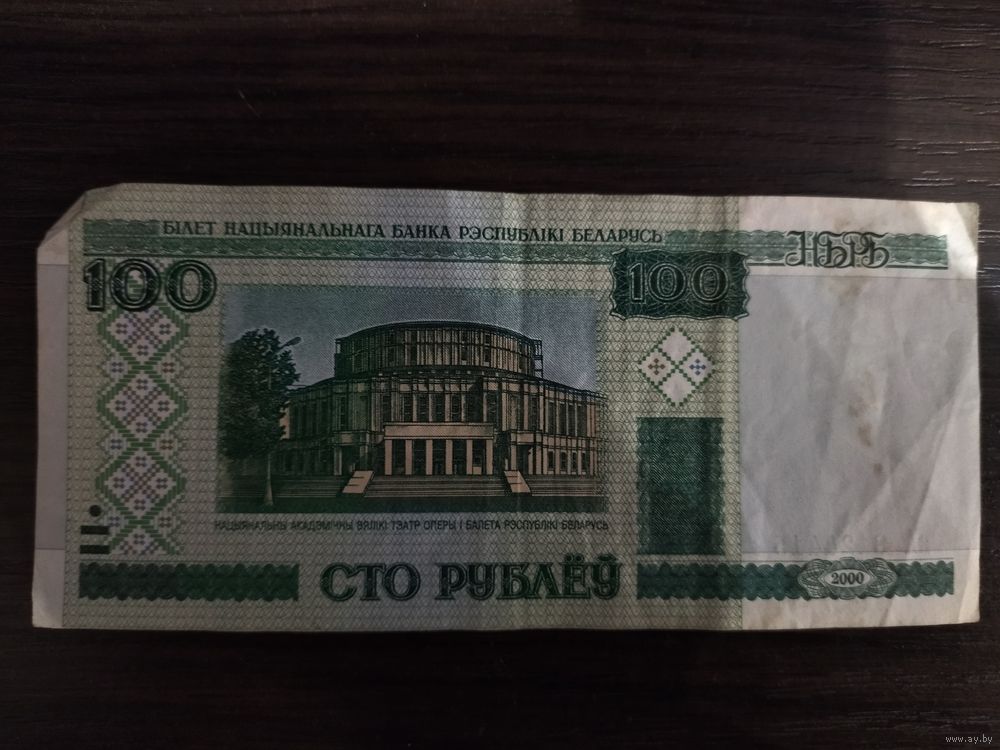 БІЛЕТ НАЦЫЯНАЛЬНАГА БАНКА РЭСПУБЛІКІ БЕЛАРУСЬ
НБРБ
100
100
НАЦЫЯНАЛЬНЫ АКАДЭМІЧНЫ ВЯЛІКІ ТЭАТР ОПЕРЫ І БАЛЕТА РЭСПУБЛІКІ БЕЛАРУСЬ
СТО РУБЛЁЎ
2000
www.ay.by